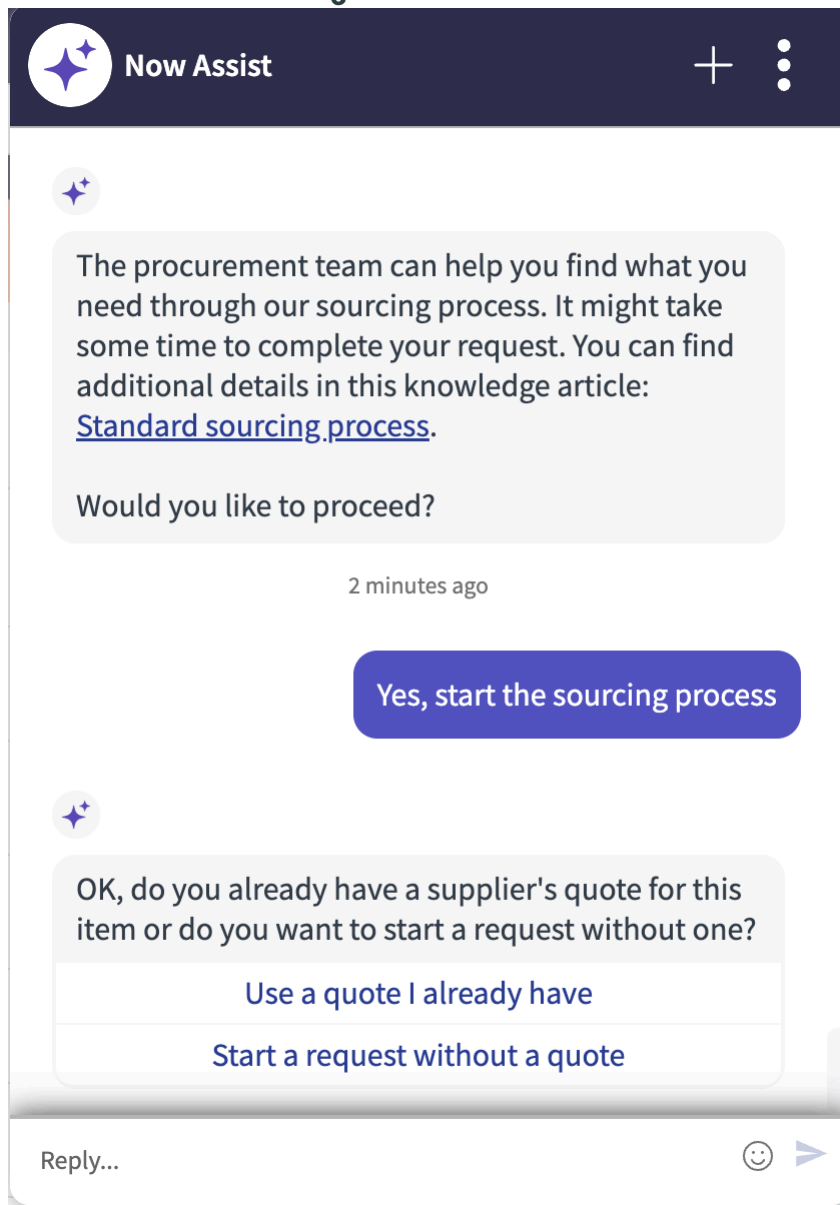 Now Assist
The procurement team can help you find what you
need through our sourcing process. It might take
some time to complete your request. You can find
additional details in this knowledge article:
Standard sourcing process.
Would you like to proceed?
2 minutes ago
Yes, start the sourcing process
OK, do you already have a supplier's quote for this
item or do you want to start a request without one?
Use a quote I already have
Start a request without a quote
Reply...